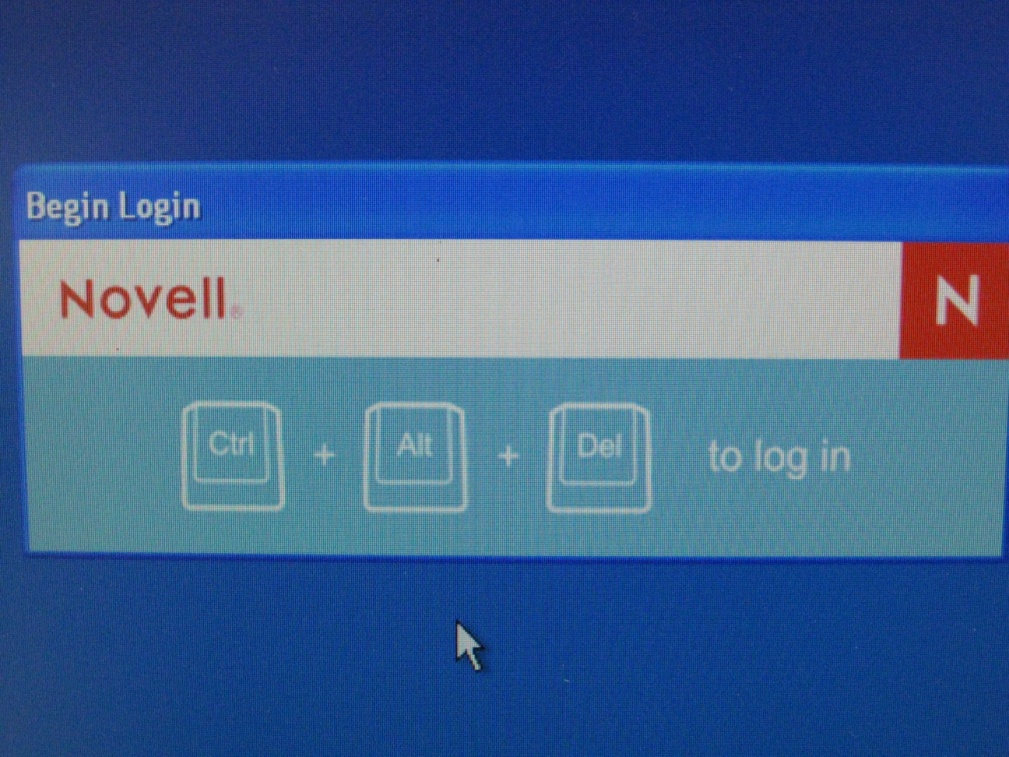 Begin Login
Novell® N
Ctrl + Alt + Del to log in